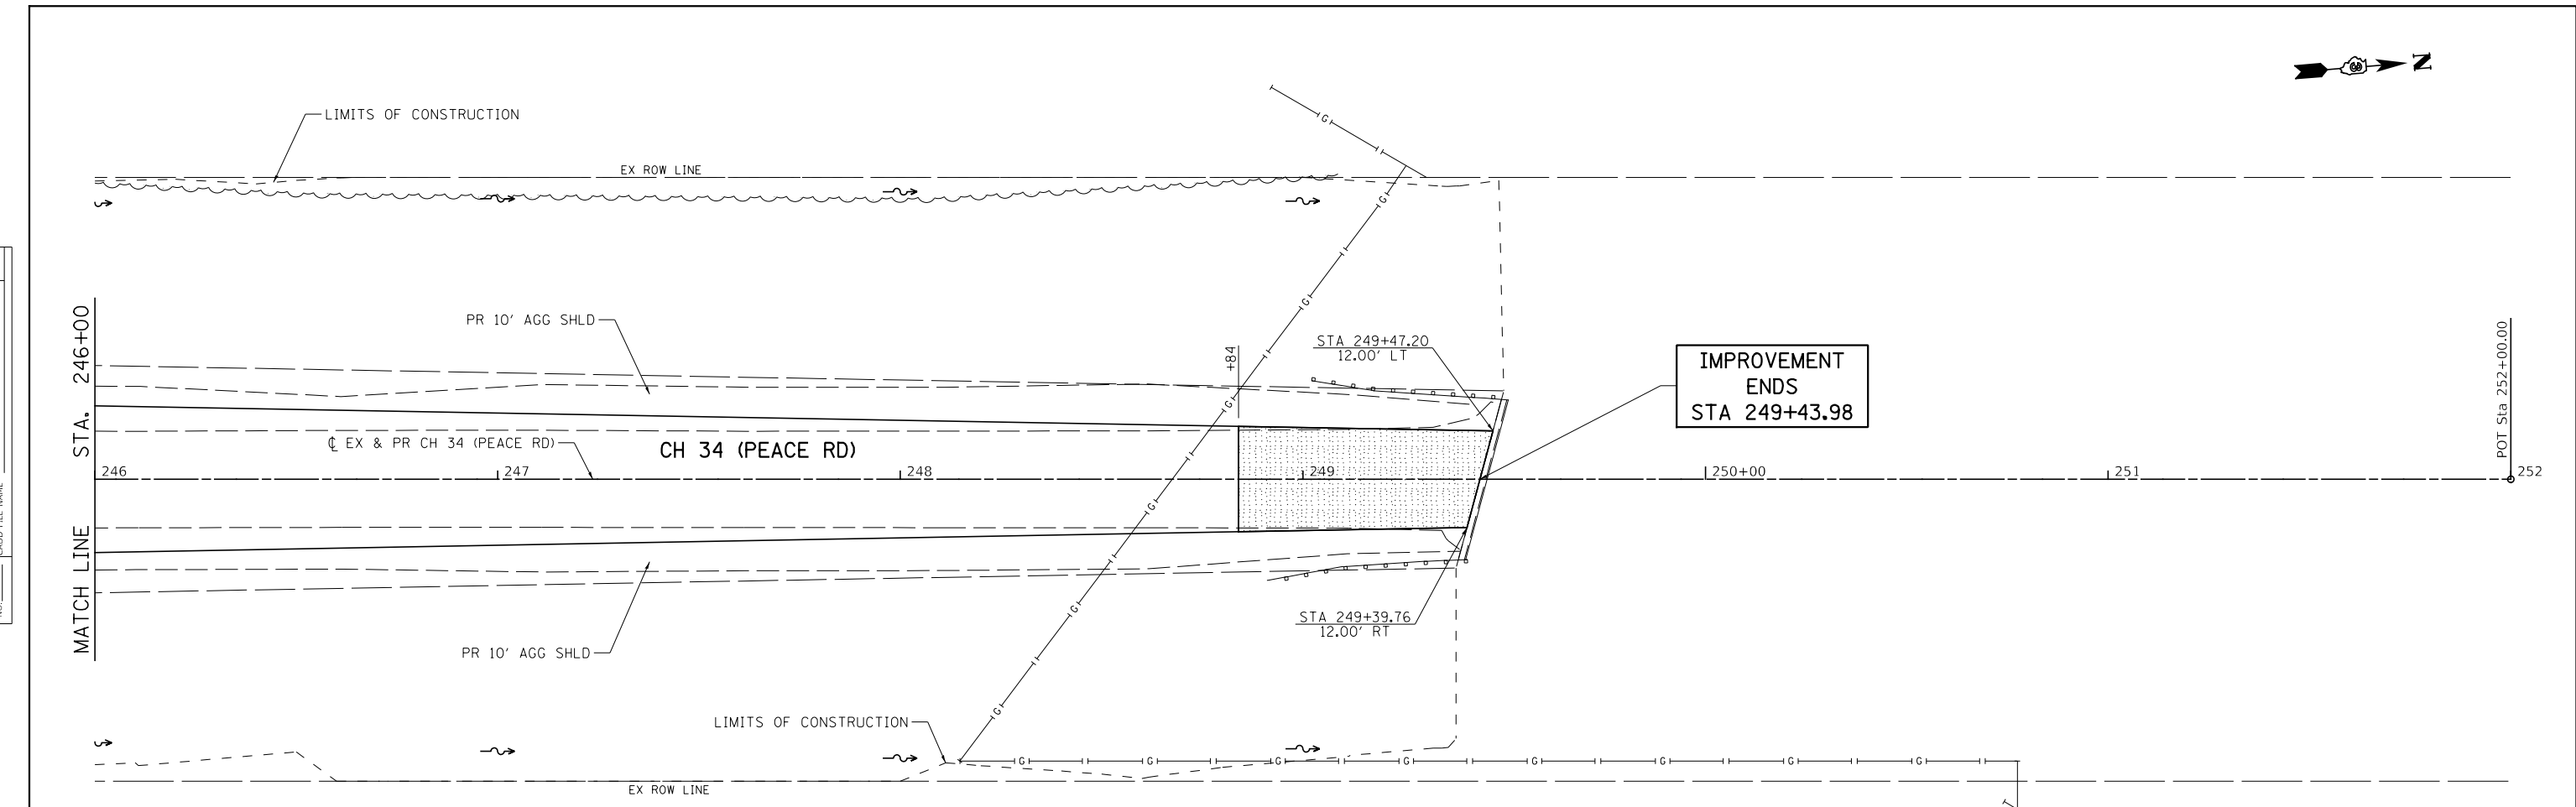 N
LIMITS OF CONSTRUCTION
G
EX ROW LINE
G
G
PR 10' AGG SHLD
STA. 246+00
MATCH LINE
+84
STA 249+47.20
12.00' LT
IMPROVEMENT
ENDS
STA 249+43.98
POT Sta 252+00.00
G
℄ EX & PR CH 34 (PEACE RD)
CH 34 (PEACE RD)
246
247
248
249
250+00
251
252
G
G
STA 249+39.76
12.00' RT
PR 10' AGG SHLD
G
LIMITS OF CONSTRUCTION
G
G
G
G
G
G
G
G
EX ROW LINE